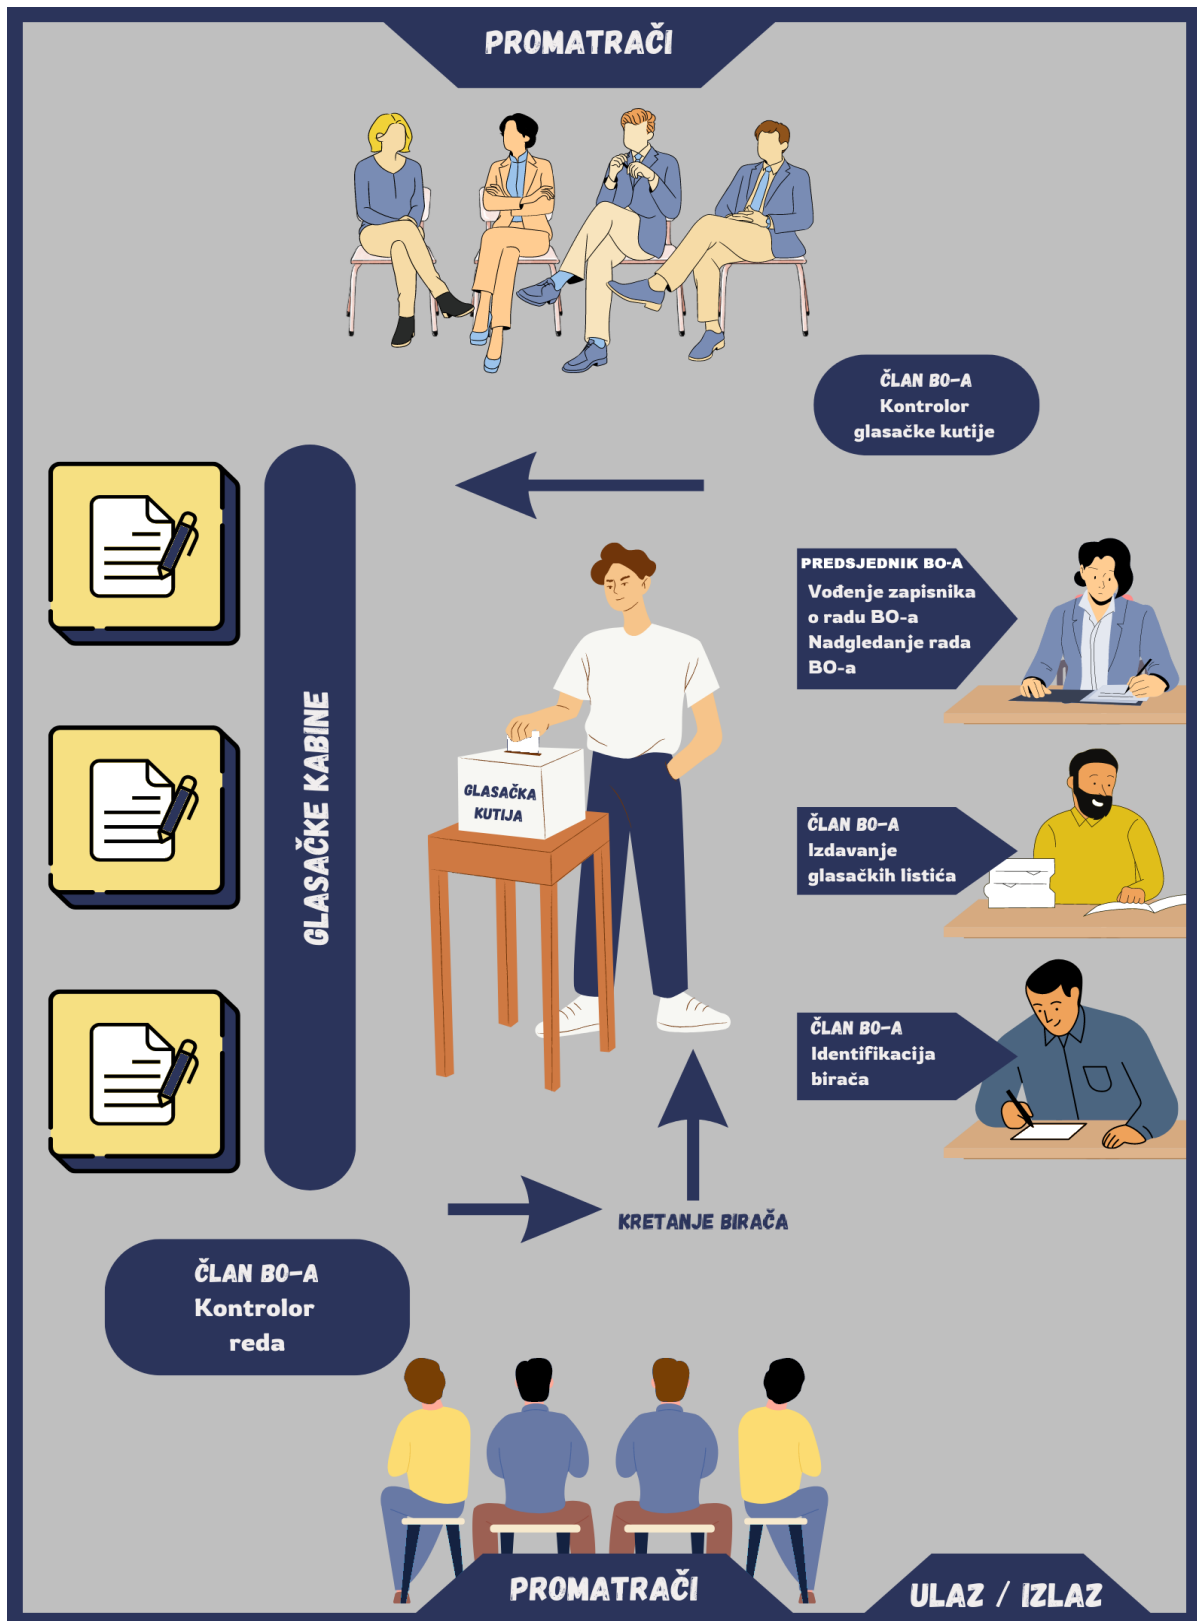 PROMATRAČI
ČLAN BO-A
Kontrolor
glasačke kutije
PREDSJEDNIK BO-A
Vođenje zapisnika
o radu BO-a
Nadgledanje rada
BO-a
GLASAČKE KABINE
GLASAČKA
KUTIJA
ČLAN BO-A
Izdavanje
glasačkih listića
ČLAN BO-A
Identifikacija
birača
KRETANJE BIRAČA
ČLAN BO-A
Kontrolor
reda
PROMATRAČI
ULAZ / IZLAZ